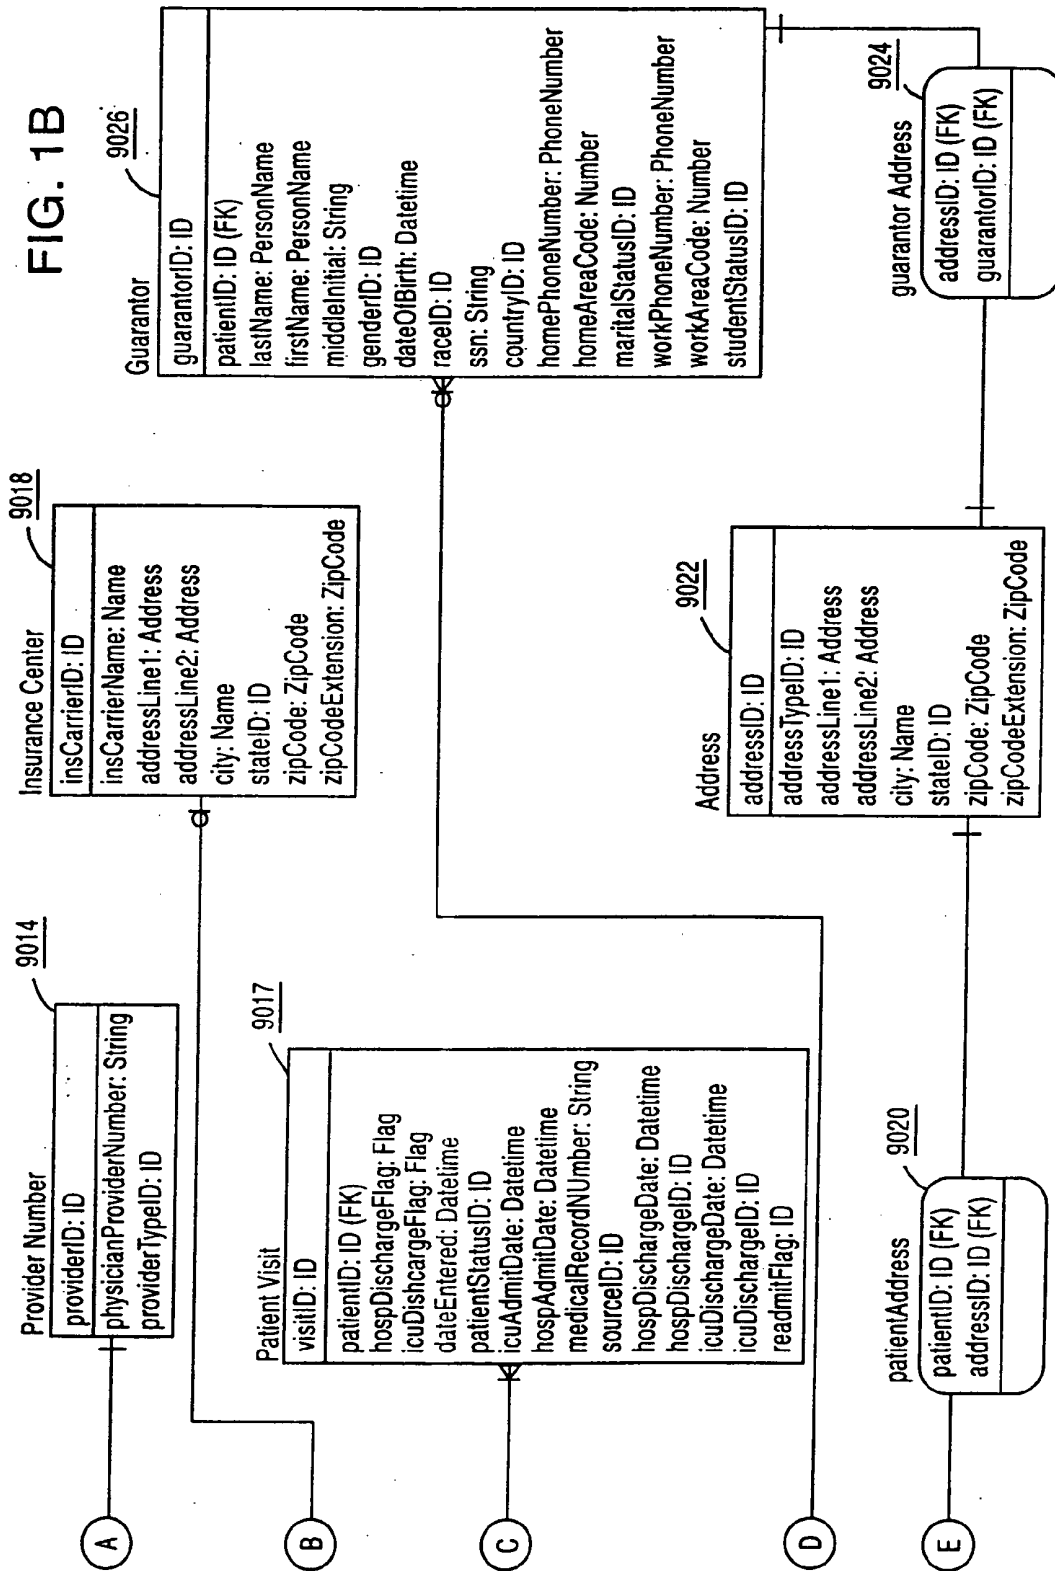 FIG. 1B
Provider Number
9014
providerID: ID
physicianProviderNumber: String
providerTypeID: ID
A
Insurance Center
9018
insCarrierID: ID
insCarrierName: Name
addressLine1: Address
addressLine2: Address
city: Name
stateID: ID
zipCode: ZipCode
zipCodeExtension: ZipCode
B
Patient Visit
9017
visitID: ID
patientID: ID (FK)
hospDischargeFlag: Flag
icuDishcargeFlag: Flag
dateEntered: Datetime
patientStatusID: ID
icuAdmitDate: Datetime
hospAdmitDate: Datetime
medicalRecordNUmber: String
sourceID: ID
hospDischargeDate: Datetime
hospDischargeID: ID
icuDischargeDate: Datetime
icuDischargeID: ID
readmitFlag: ID
C
Guarantor
9026
guarantorID: ID
patientID: ID (FK)
lastName: PersonName
firstName: PersonName
middleInitial: String
genderID: ID
dateOfBirth: Datetime
raceID: ID
ssn: String
countryID: ID
homePhoneNumber: PhoneNumber
homeAreaCode: Number
maritalStatusID: ID
workPhoneNumber: PhoneNumber
workAreaCode: Number
studentStatusID: ID
D
patientAddress
9020
patientID: ID (FK)
addressID: ID (FK)
E
Address
9022
addressID: ID
addressTypeID: ID
addressLine1: Address
addressLine2: Address
city: Name
stateID: ID
zipCode: ZipCode
zipCodeExtension: ZipCode
guarantor Address
9024
addressID: ID (FK)
guarantorID: ID (FK)